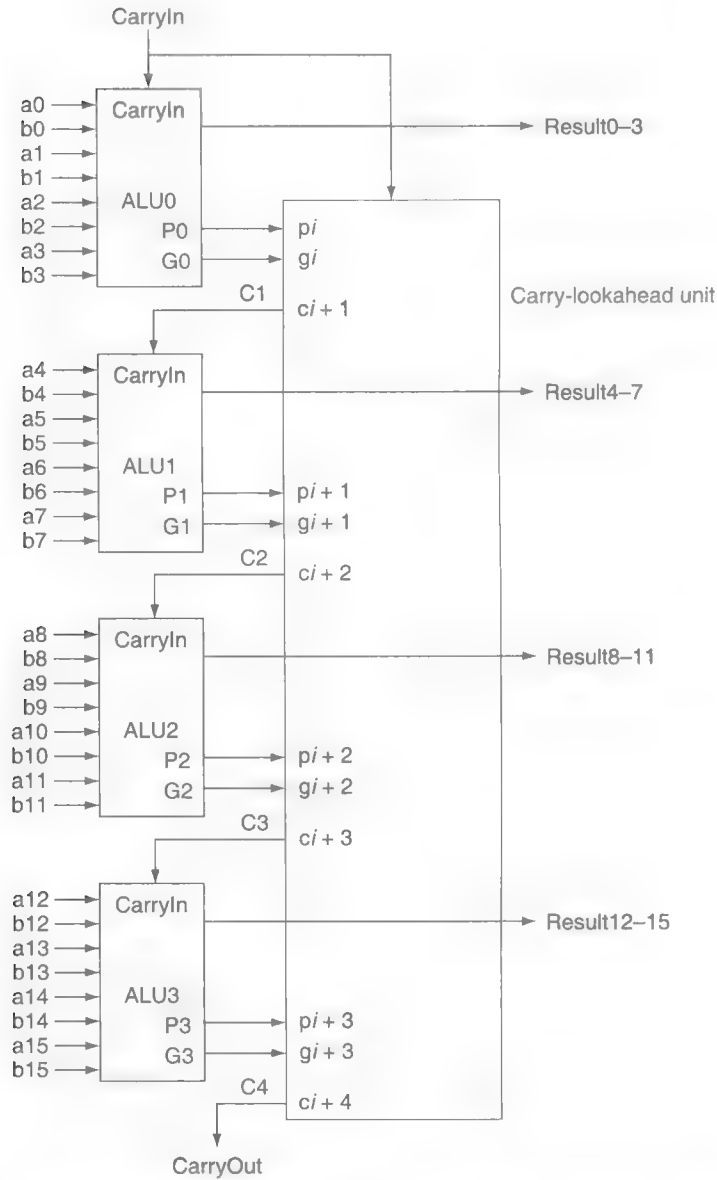 CarryIn
a0
b0
a1
b1
a2
b2
a3
b3
CarryIn
ALU0
P0
G0
Result0–3
pi
gi
C1
ci + 1
Carry-lookahead unit
a4
b4
a5
b5
a6
b6
a7
b7
CarryIn
ALU1
P1
G1
Result4–7
pi + 1
gi + 1
C2
ci + 2
a8
b8
a9
b9
a10
b10
a11
b11
CarryIn
ALU2
P2
G2
Result8–11
pi + 2
gi + 2
C3
ci + 3
a12
b12
a13
b13
a14
b14
a15
b15
CarryIn
ALU3
P3
G3
Result12–15
pi + 3
gi + 3
C4
ci + 4
CarryOut